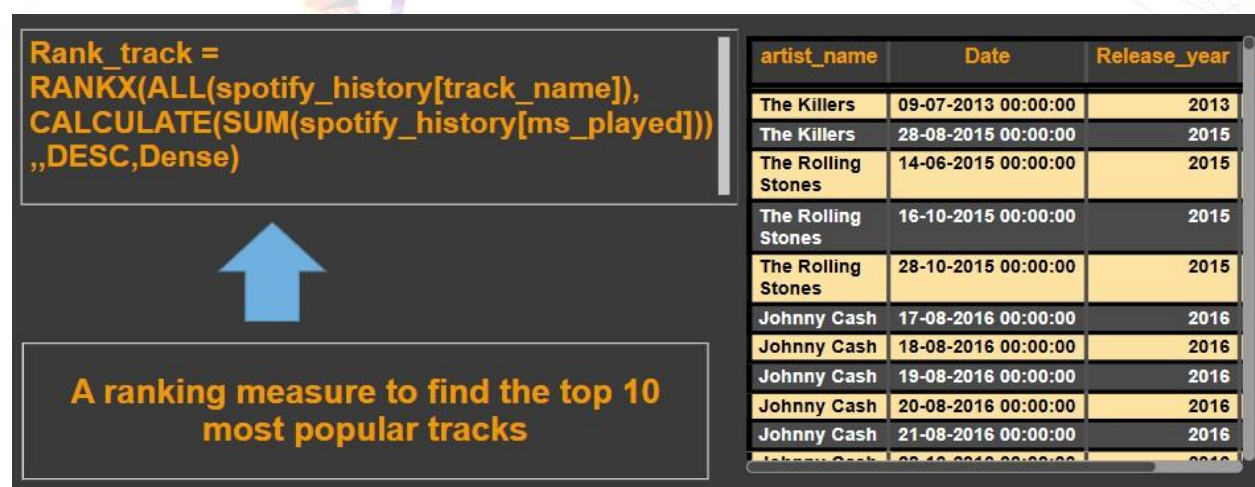 Rank_track =
RANKX(ALL(spotify_history[track_name]),
CALCULATE(SUM(spotify_history[ms_played]))
,,DESC,Dense)
A ranking measure to find the top 10
most popular tracks
artist_name Date Release_year
The Killers 09-07-2013 00:00:00 2013
The Killers 28-08-2015 00:00:00 2015
The Rolling 14-06-2015 00:00:00 2015
Stones
The Rolling 16-10-2015 00:00:00 2015
Stones
The Rolling 28-10-2015 00:00:00 2015
Stones
Johnny Cash 17-08-2016 00:00:00 2016
Johnny Cash 18-08-2016 00:00:00 2016
Johnny Cash 19-08-2016 00:00:00 2016
Johnny Cash 20-08-2016 00:00:00 2016
Johnny Cash 21-08-2016 00:00:00 2016